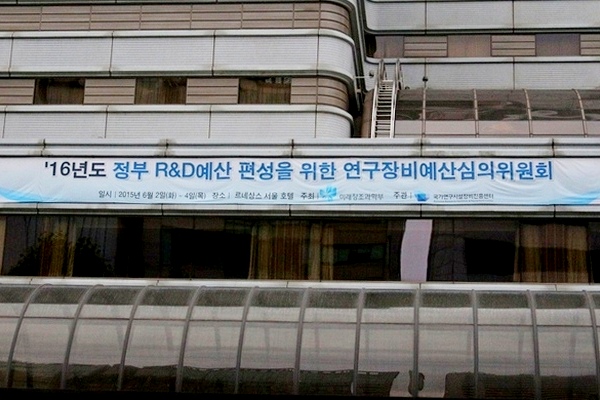 '16년도 정부 R&D예산 편성을 위한 연구장비예산심의위원회
일시 | 2015년 6월 2일(화) - 4일(목) 장소 | 르네상스 서울 호텔 주최 | 미래창조과학부 주관 | 국가연구시설장비진흥센터